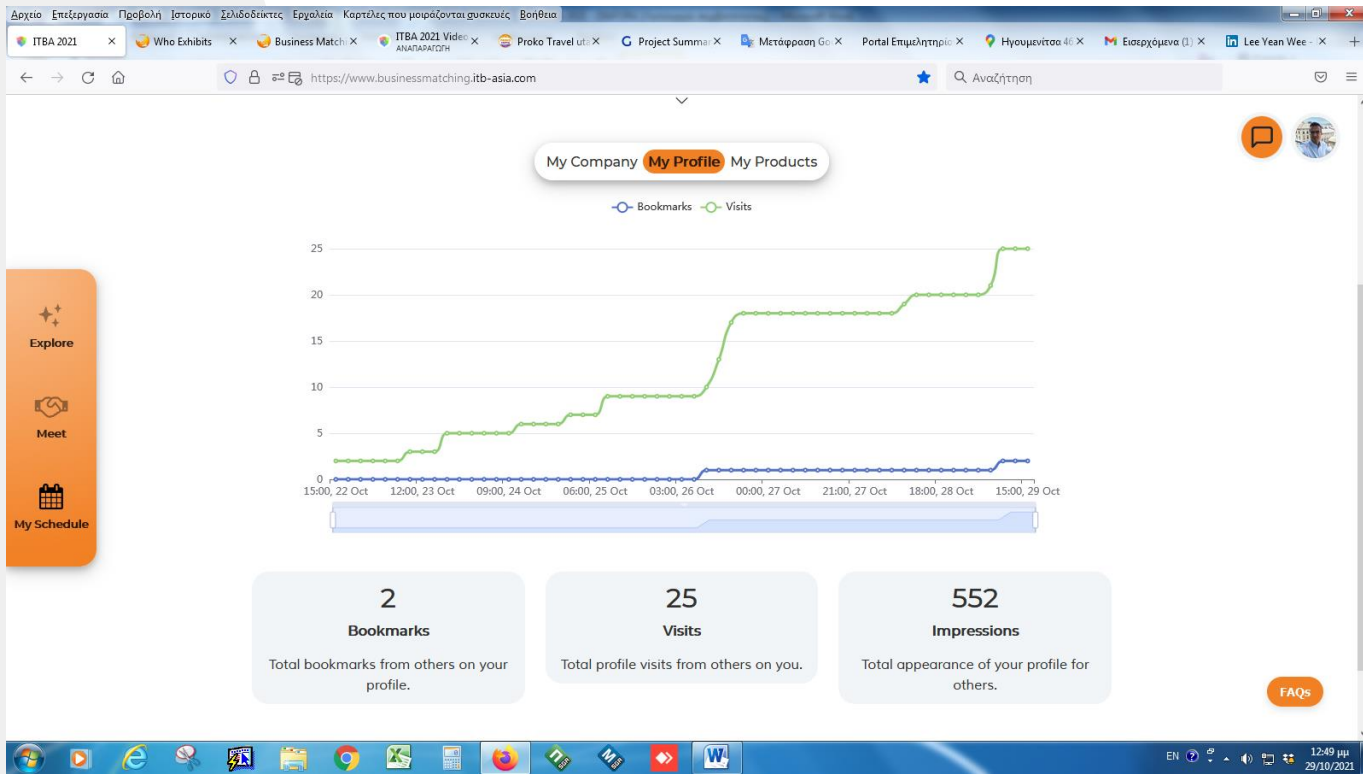 Αρχείο Επεξεργασία Προβολή Ιστορικό Σελιδοδείκτες Εργαλεία Καρτέλες που μοιράζονται συσκευές Βοήθεια
ITBA 2021
Who Exhibits
Business Matchi
ITBA 2021 Video
ΑΝΑΠΑΡΑΓΩΓΗ
Proko Travel
Project Summar
Μετάφραση Go
Portal Επιμελητηρίο
Ηγουμενίτσα 46
Εισερχόμενα (1)
Lee Yean Wee -
https://www.businessmatching.itb-asia.com
Αναζήτηση
My Company My Profile My Products
Bookmarks Visits
25
20
15
10
5
0
15:00, 22 Oct 12:00, 23 Oct 09:00, 24 Oct 06:00, 25 Oct 03:00, 26 Oct 00:00, 27 Oct 21:00, 27 Oct 18:00, 28 Oct 15:00, 29 Oct
Explore
Meet
My Schedule
2
Bookmarks
Total bookmarks from others on your
profile.
25
Visits
Total profile visits from others on you.
552
Impressions
Total appearance of your profile for
others.
FAQs
EN
12:49 μμ
29/10/2021